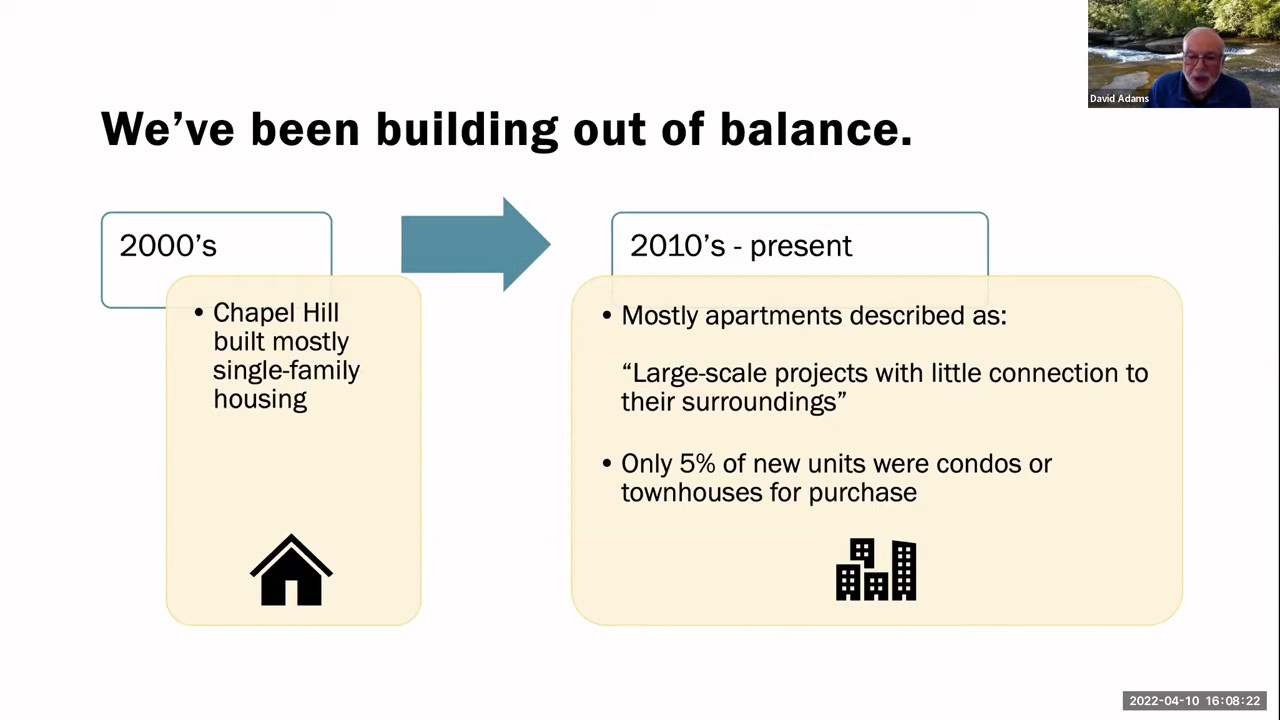 David Adams
We’ve been building out of balance.
2000’s
2010’s - present
• Chapel Hill
built mostly
single-family
housing
• Mostly apartments described as:
“Large-scale projects with little connection to
their surroundings”
• Only 5% of new units were condos or
townhouses for purchase
2022-04-10 16:08:22